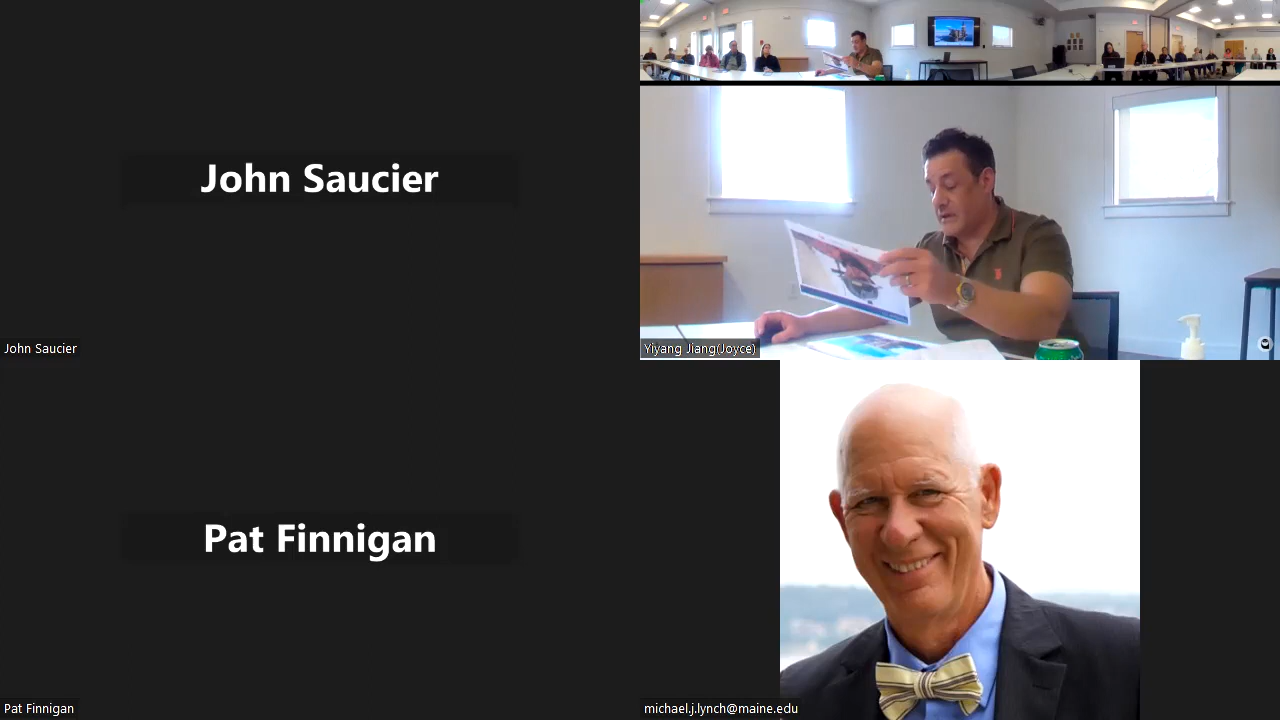 John Saucier
John Saucier
Yiyang Jiang(Joyce)
Pat Finnigan
Pat Finnigan
michael.j.lynch@maine.edu